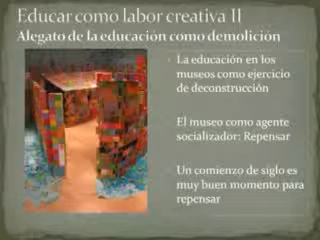 Educar como labor creativa II
Alegato de la educación como demolición
La educación en los
museos como ejercicio
de deconstrucción
El museo como agente
socializador: Repensar
Un comienzo de siglo es
muy buen momento para
repensar